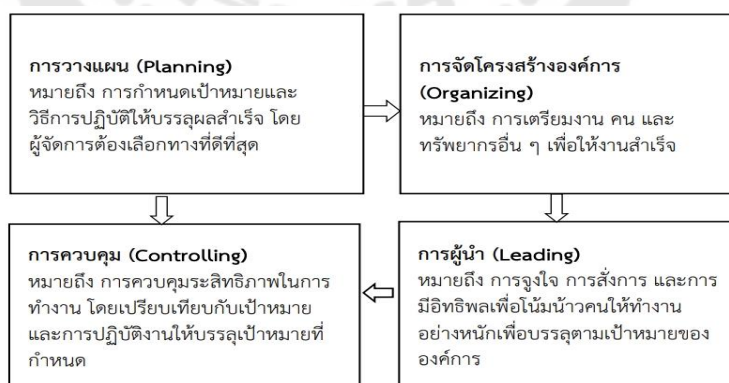 การวางแผน (Planning)
หมายถึง การกำหนดเป้าหมายและ
วิธีการปฏิบัติให้บรรลุผลสำเร็จ โดย
ผู้จัดการต้องเลือกทางที่ดีที่สุด
การจัดโครงสร้างองค์การ
(Organizing)
หมายถึง การเตรียมงาน คน และ
ทรัพยากรอื่น ๆ เพื่อให้งานสำเร็จ
การควบคุม (Controlling)
หมายถึง การควบคุมระสิทธิภาพในการ
ทำงาน โดยเปรียบเทียบกับเป้าหมาย
และการปฏิบัติงานให้บรรลุเป้าหมายที่
กำหนด
การผู้นำ (Leading)
หมายถึง การจูงใจ การสั่งการ และการ
มีอิทธิพลเพื่อโน้มน้าวคนให้ทำงาน
อย่างหนักเพื่อบรรลุตามเป้าหมายของ
องค์การ